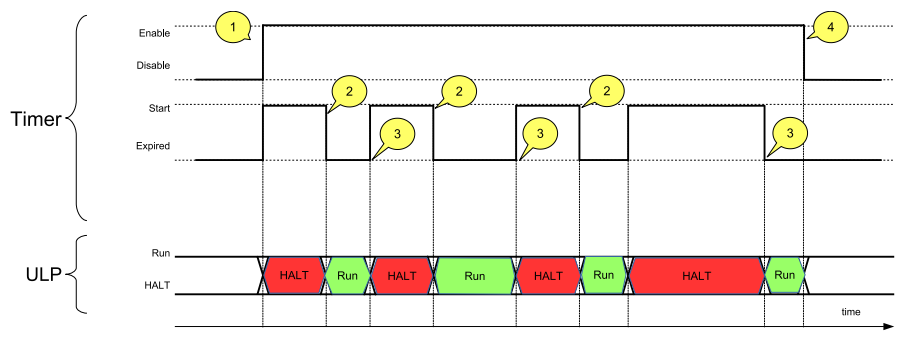 1
4
Enable
Disable
2
2
2
Start
Timer
3
3
3
Expired
Run
ULP
HALT
Run
HALT
Run
HALT
Run
HALT
Run
HALT
time